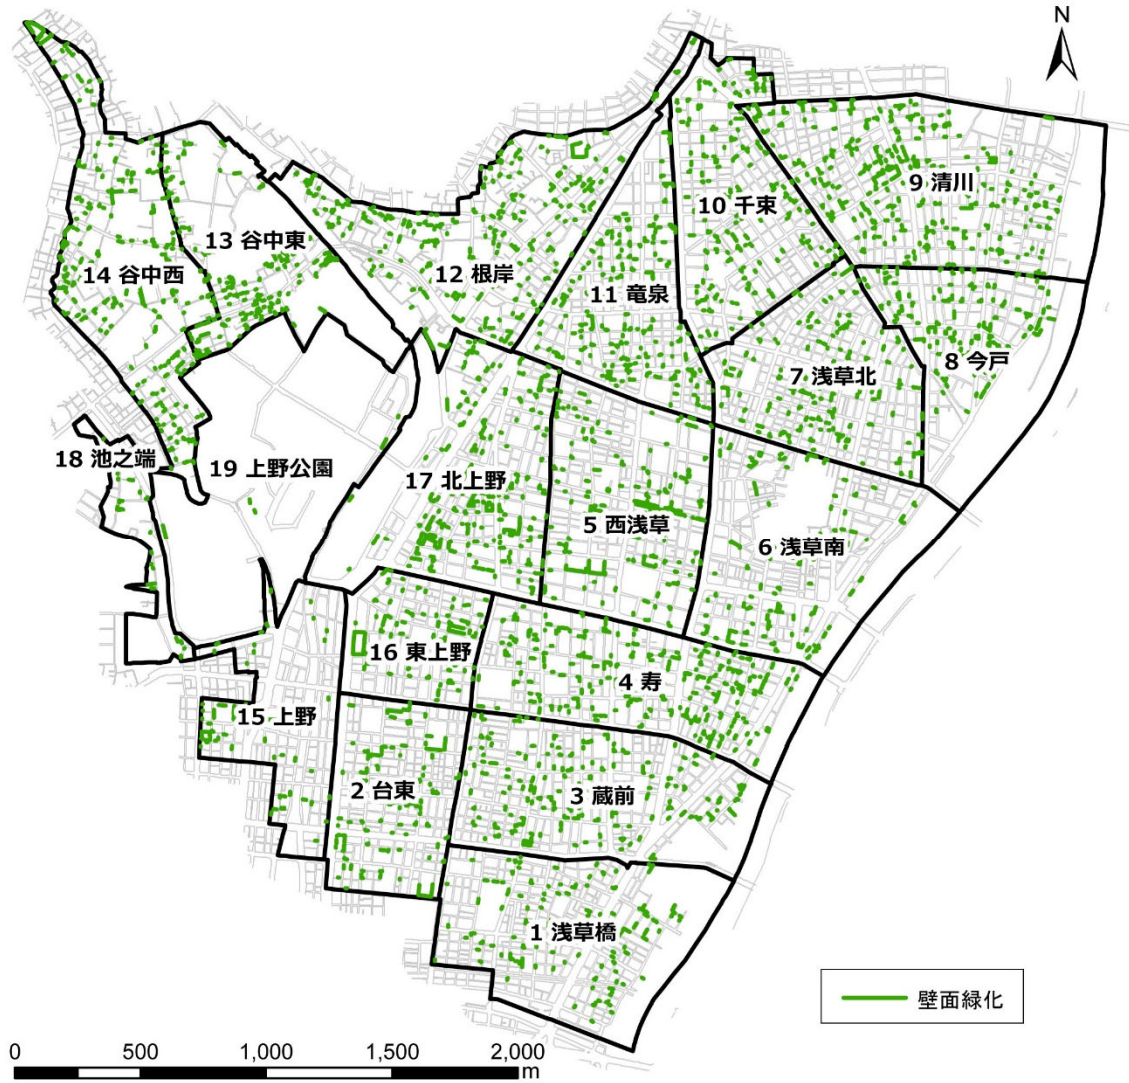 N
9 清川
10 千束
13 谷中東
14 谷中西
12 根岸
11 竜泉
8 今戸
7 浅草北
18 池之端
19 上野公園
17 北上野
5 西浅草
6 浅草南
16 東上野
4 寿
15 上野
2 台東
3 蔵前
1 浅草橋
壁面緑化
0 500 1,000 1,500 2,000
m